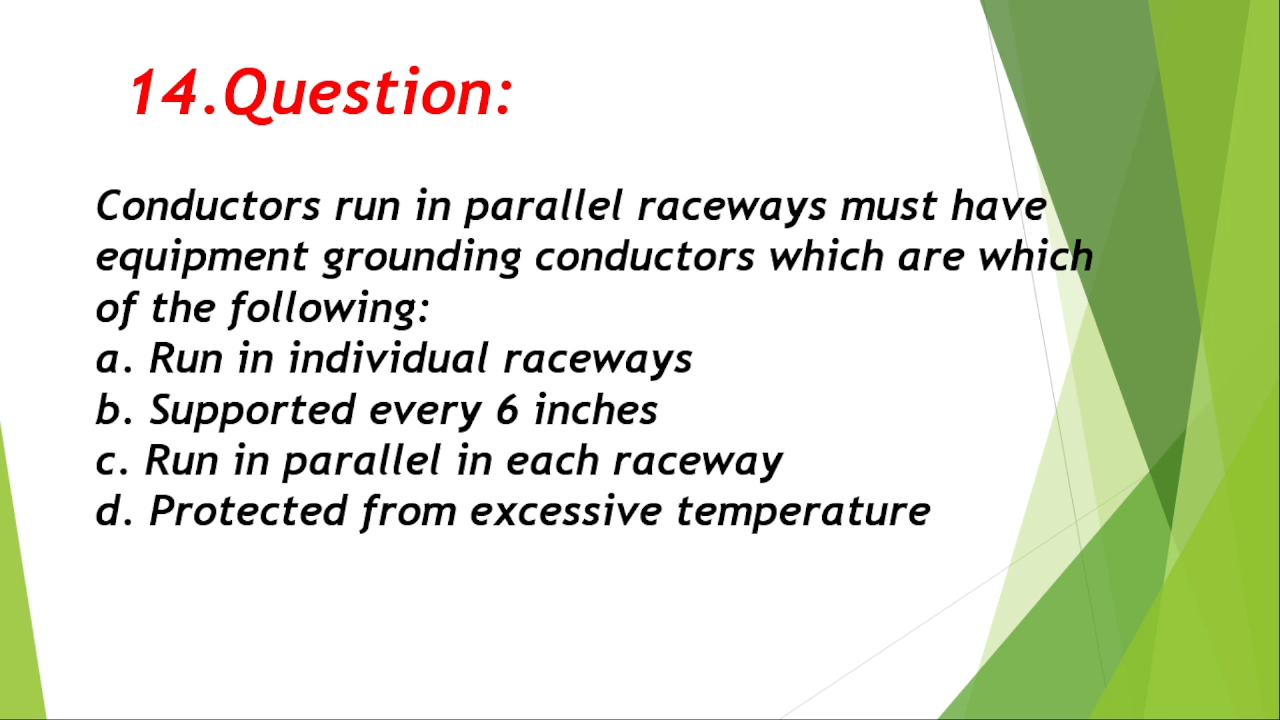 14.Question:
Conductors run in parallel raceways must have
equipment grounding conductors which are which
of the following:
a. Run in individual raceways
b. Supported every 6 inches
c. Run in parallel in each raceway
d. Protected from excessive temperature